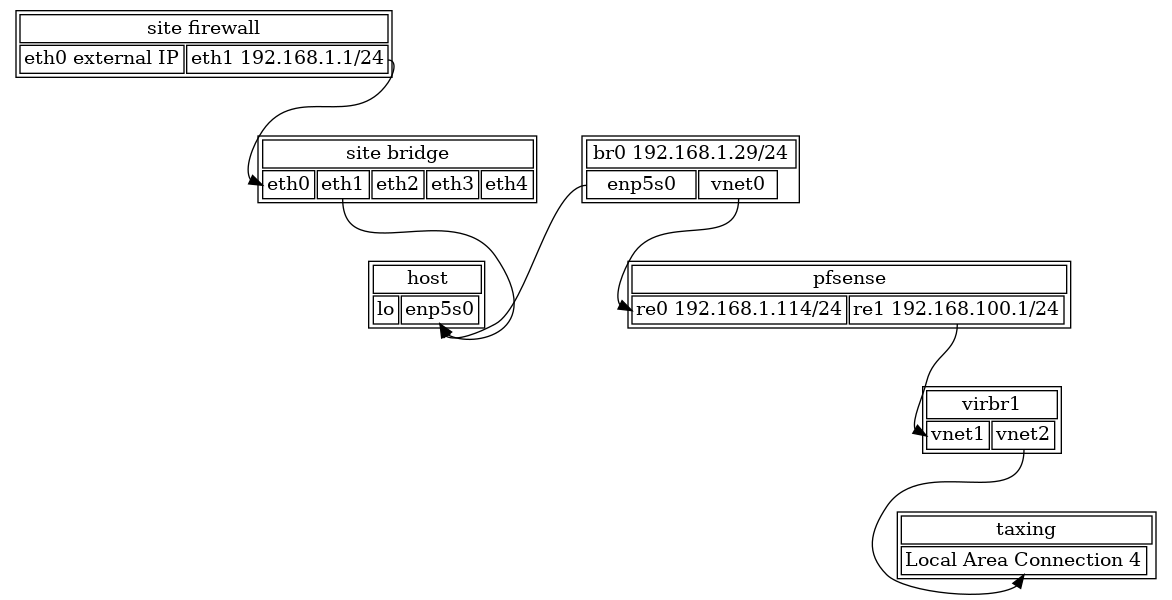 site firewall
eth0 external IP eth1 192.168.1.1/24
site bridge
eth0 eth1 eth2 eth3 eth4
br0 192.168.1.29/24
enp5s0 vnet0
host
lo enp5s0
pfsense
re0 192.168.1.114/24 re1 192.168.100.1/24
virbr1
vnet1 vnet2
taxing
Local Area Connection 4